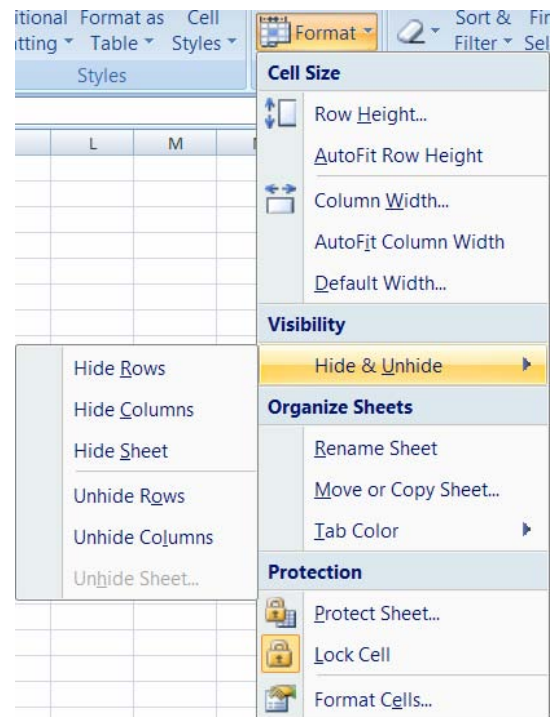 Format as Cell
Table Styles
Styles
Format
Sort &
Filter
L M
Cell Size
Row Height...
AutoFit Row Height
Column Width...
AutoFit Column Width
Default Width...
Visibility
Hide & Unhide
Hide Rows
Hide Columns
Hide Sheet
Unhide Rows
Unhide Columns
Unhide Sheet...
Organize Sheets
Rename Sheet
Move or Copy Sheet...
Tab Color
Protection
Protect Sheet...
Lock Cell
Format Cells...